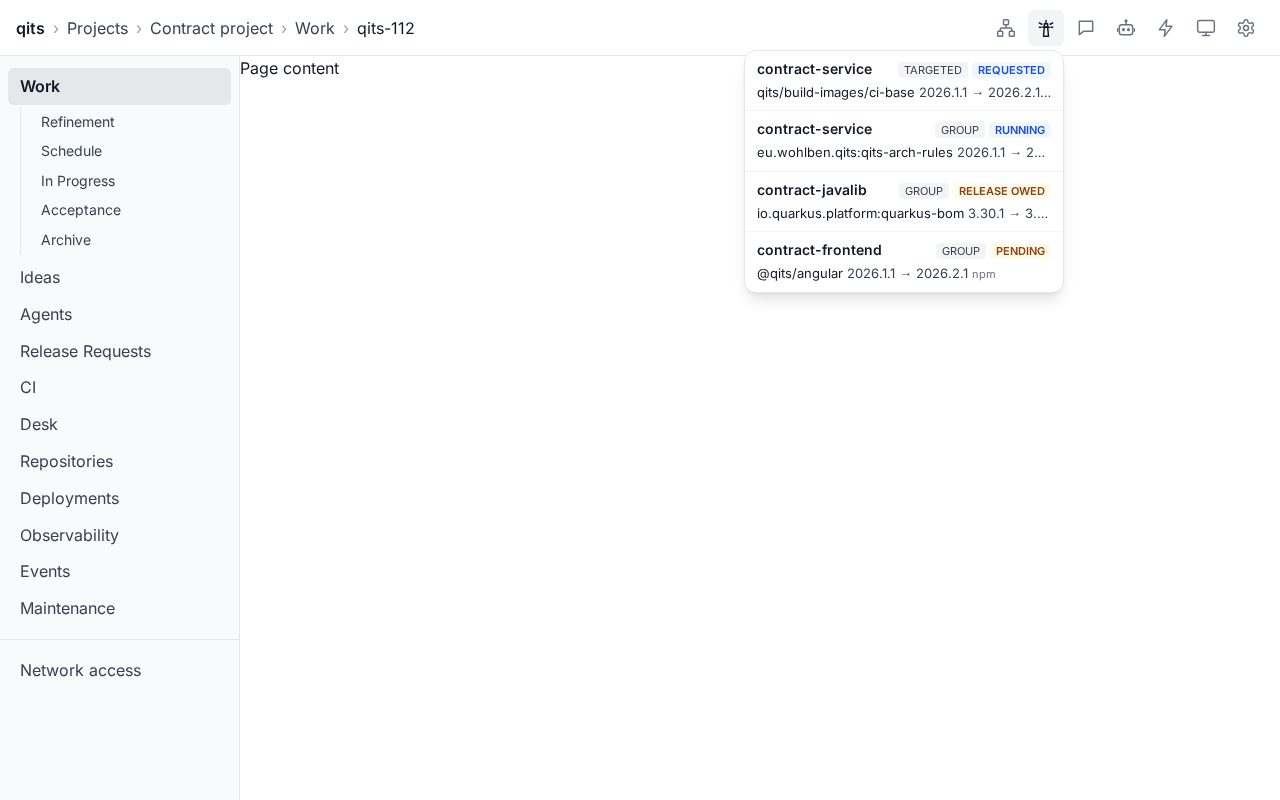 qits › Projects › Contract project › Work › qits-112
Work
Refinement
Schedule
In Progress
Acceptance
Archive
Ideas
Agents
Release Requests
CI
Desk
Repositories
Deployments
Observability
Events
Maintenance
Network access
Page content
contract-service TARGETED REQUESTED
qits/build-images/ci-base 2026.1.1 → 2026.2.1…
contract-service GROUP RUNNING
eu.wohlben.qits:qits-arch-rules 2026.1.1 → 2…
contract-javalib GROUP RELEASE OWED
io.quarkus.platform:quarkus-bom 3.30.1 → 3.…
contract-frontend GROUP PENDING
@qits/angular 2026.1.1 → 2026.2.1 npm